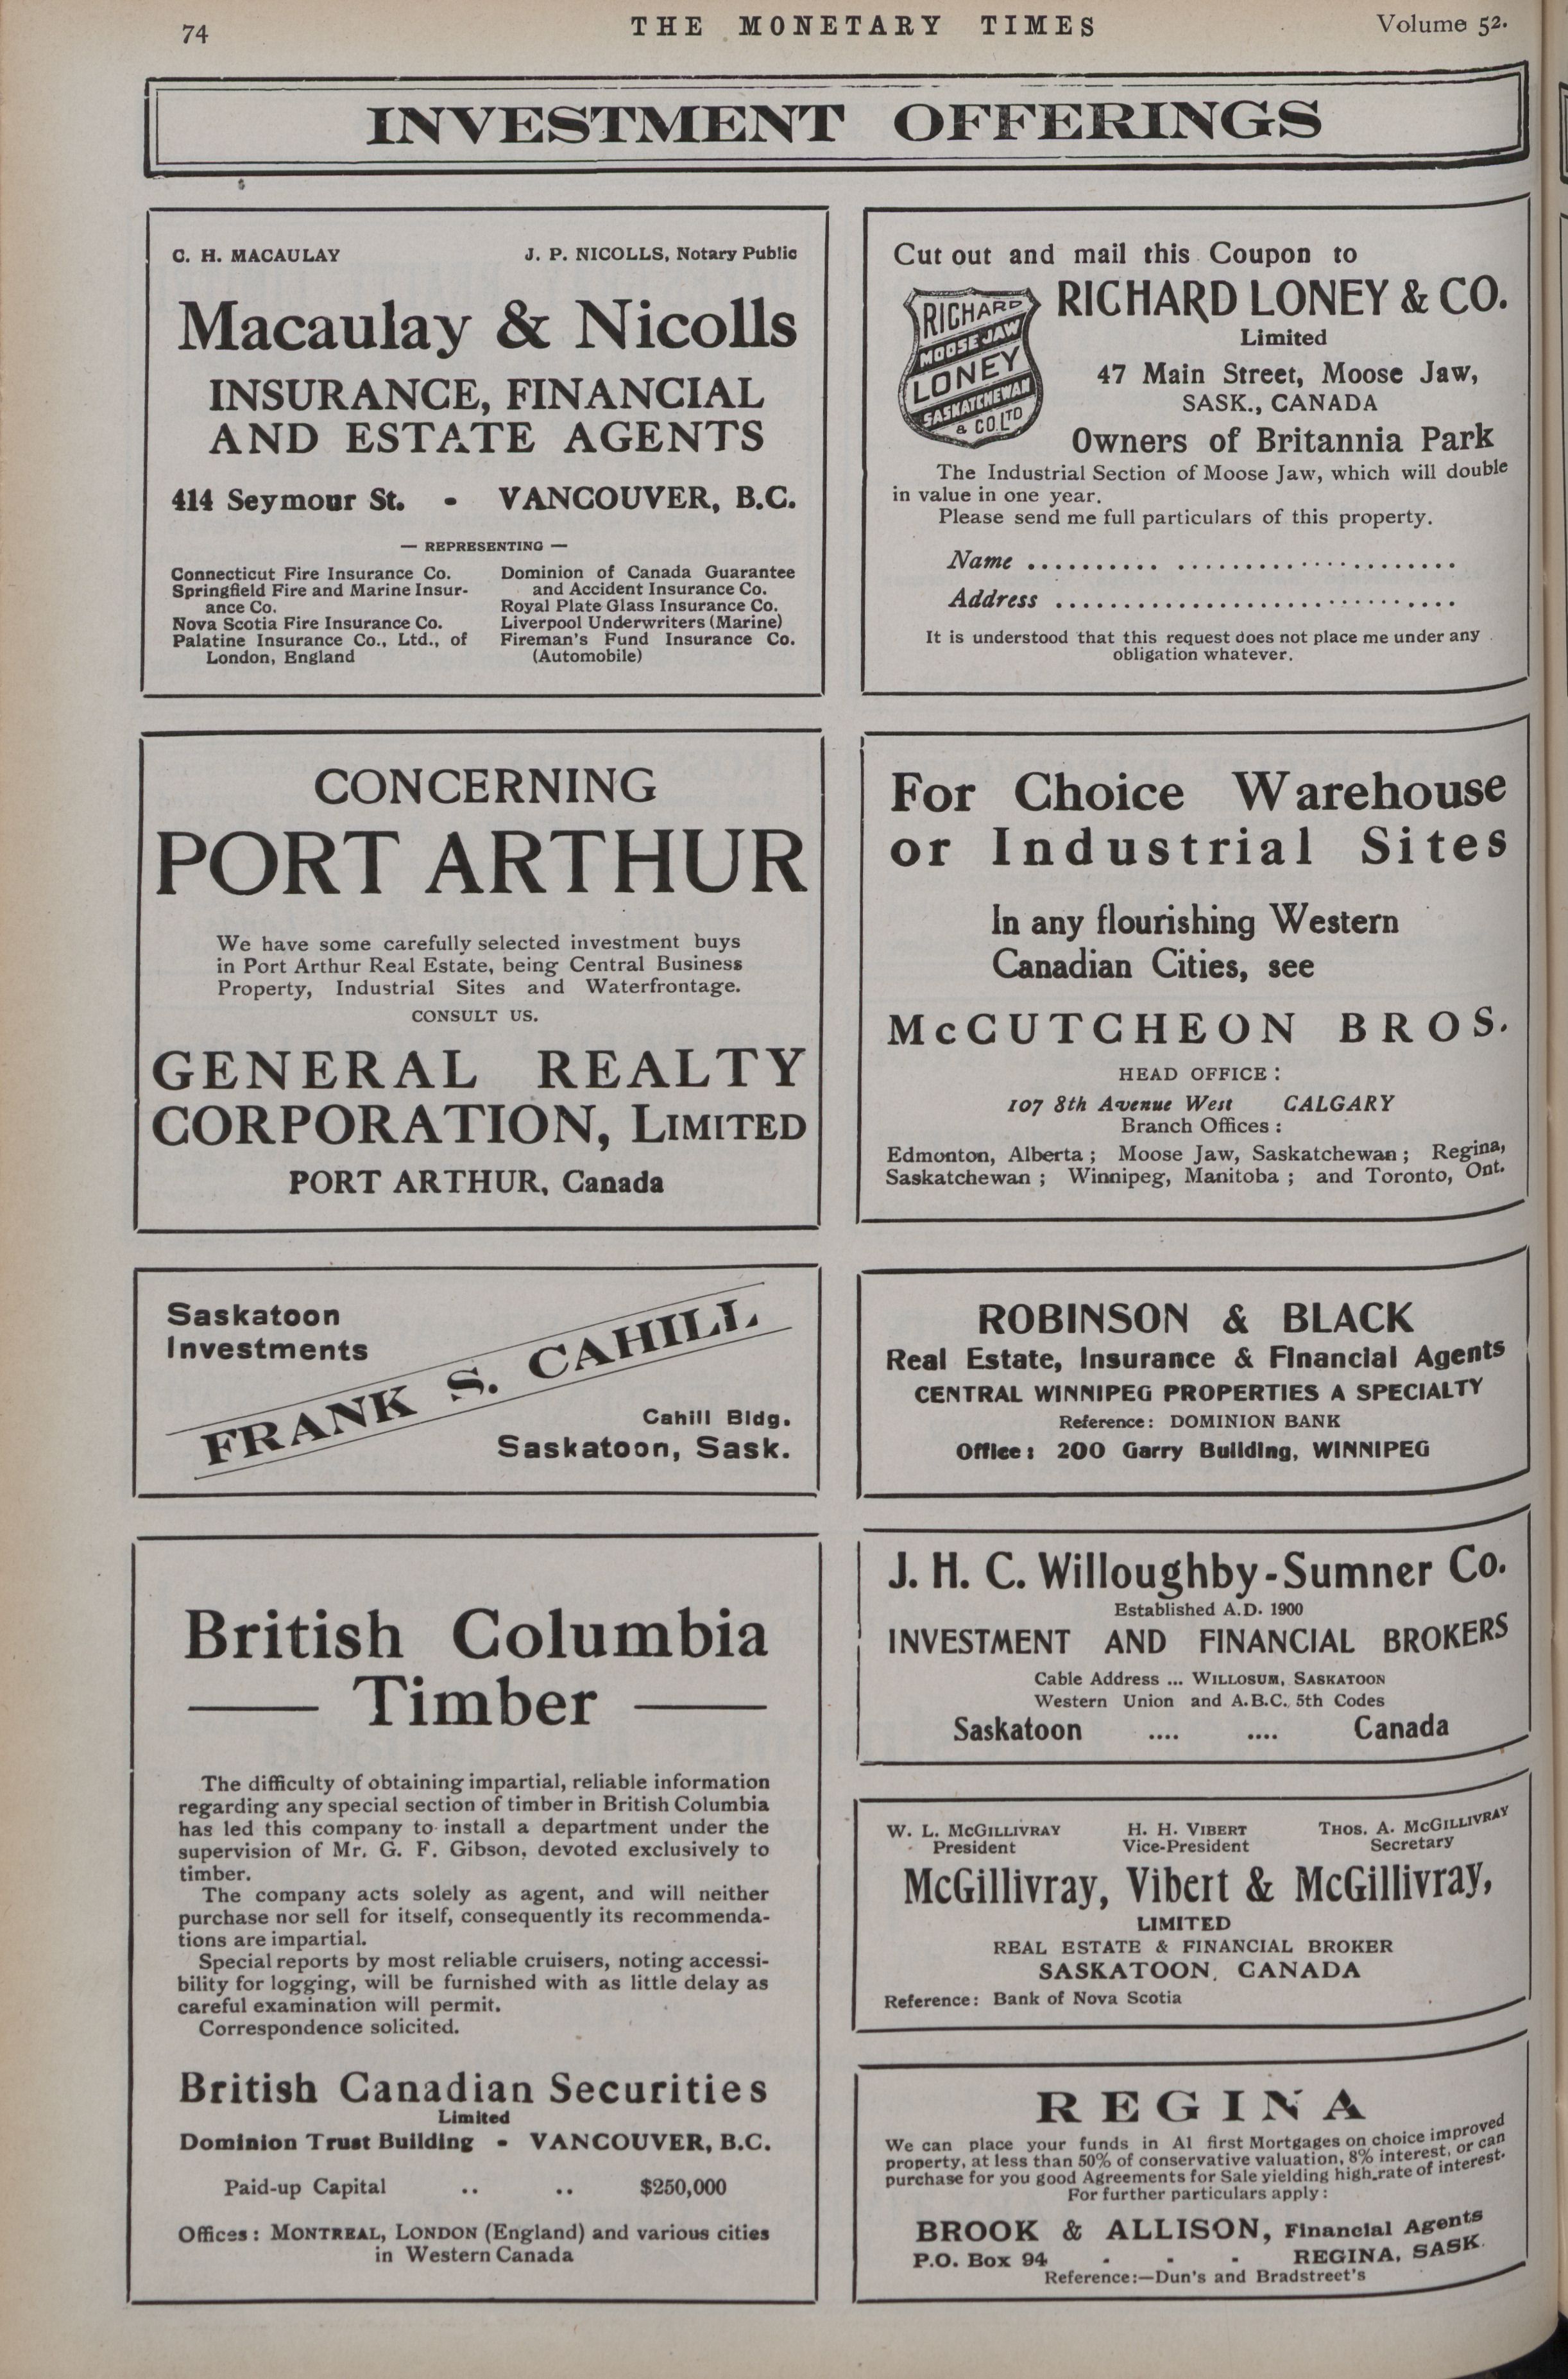 74
THE MONETARY TIMES
Volume 52.
INVESTMENT OFFERINGS
C. H. MACAULAY J. P. NICOLLS, Notary Public
Macaulay & Nicolls
INSURANCE, FINANCIAL
AND ESTATE AGENTS
414 Seymour St. - VANCOUVER, B.C.
— REPRESENTING —
Connecticut Fire Insurance Co.
Springfield Fire and Marine Insur-
ance Co.
Nova Scotia Fire Insurance Co.
Palatine Insurance Co., Ltd., of
London, England
Dominion of Canada Guarantee
and Accident Insurance Co.
Royal Plate Glass Insurance Co.
Liverpool Underwriters (Marine)
Fireman's Fund Insurance Co.
(Automobile)
Cut out and mail this Coupon to
RICHARD
MOOSE JAW
LONEY
SASKATCHEWAN
& CO. LTD
RICHARD LONEY & CO.
Limited
47 Main Street, Moose Jaw,
SASK., CANADA
Owners of Britannia Park
The Industrial Section of Moose Jaw, which will double
in value in one year.
Please send me full particulars of this property.
Name ................................
Address ..............................
It is understood that this request does not place me under any
obligation whatever.
CONCERNING
PORT ARTHUR
We have some carefully selected investment buys
in Port Arthur Real Estate, being Central Business
Property, Industrial Sites and Waterfrontage.
CONSULT US.
GENERAL REALTY
CORPORATION, LIMITED
PORT ARTHUR, Canada
For Choice Warehouse
or Industrial Sites
In any flourishing Western
Canadian Cities, see
McCUTCHEON BROS.
HEAD OFFICE :
107 8th Avenue West CALGARY
Branch Offices :
Edmonton, Alberta ; Moose Jaw, Saskatchewan ; Regina,
Saskatchewan ; Winnipeg, Manitoba ; and Toronto, Ont.
Saskatoon
Investments
FRANK S. CAHILL
Cahill Bldg.
Saskatoon, Sask.
ROBINSON & BLACK
Real Estate, Insurance & Financial Agents
CENTRAL WINNIPEG PROPERTIES A SPECIALTY
Reference: DOMINION BANK
Office: 200 Garry Building, WINNIPEG
British Columbia
— Timber —
The difficulty of obtaining impartial, reliable information
regarding any special section of timber in British Columbia
has led this company to install a department under the
supervision of Mr. G. F. Gibson, devoted exclusively to
timber.
The company acts solely as agent, and will neither
purchase nor sell for itself, consequently its recommenda-
tions are impartial.
Special reports by most reliable cruisers, noting accessi-
bility for logging, will be furnished with as little delay as
careful examination will permit.
Correspondence solicited.
British Canadian Securities
Limited
Dominion Trust Building - VANCOUVER, B.C.
Paid-up Capital .. .. $250,000
Offices : MONTREAL, LONDON (England) and various cities
in Western Canada
J. H. C. Willoughby-Sumner Co.
Established A.D. 1900
INVESTMENT AND FINANCIAL BROKERS
Cable Address ... WILLOSUM, SASKATOON
Western Union and A.B.C. 5th Codes
Saskatoon .... .... Canada
W. L. McGILLIVRAY H. H. VIBERT THOS. A. McGILLIVRAY
President Vice-President Secretary
McGillivray, Vibert & McGillivray,
LIMITED
REAL ESTATE & FINANCIAL BROKER
SASKATOON, CANADA
Reference: Bank of Nova Scotia
REGINA
We can place your funds in A1 first Mortgages on choice improved
property, at less than 50% of conservative valuation, 8% interest, or can
purchase for you good Agreements for Sale yielding high rate of interest.
For further particulars apply :
BROOK & ALLISON, Financial Agents
P.O. Box 94 - - - REGINA, SASK.
Reference:—Dun's and Bradstreet's